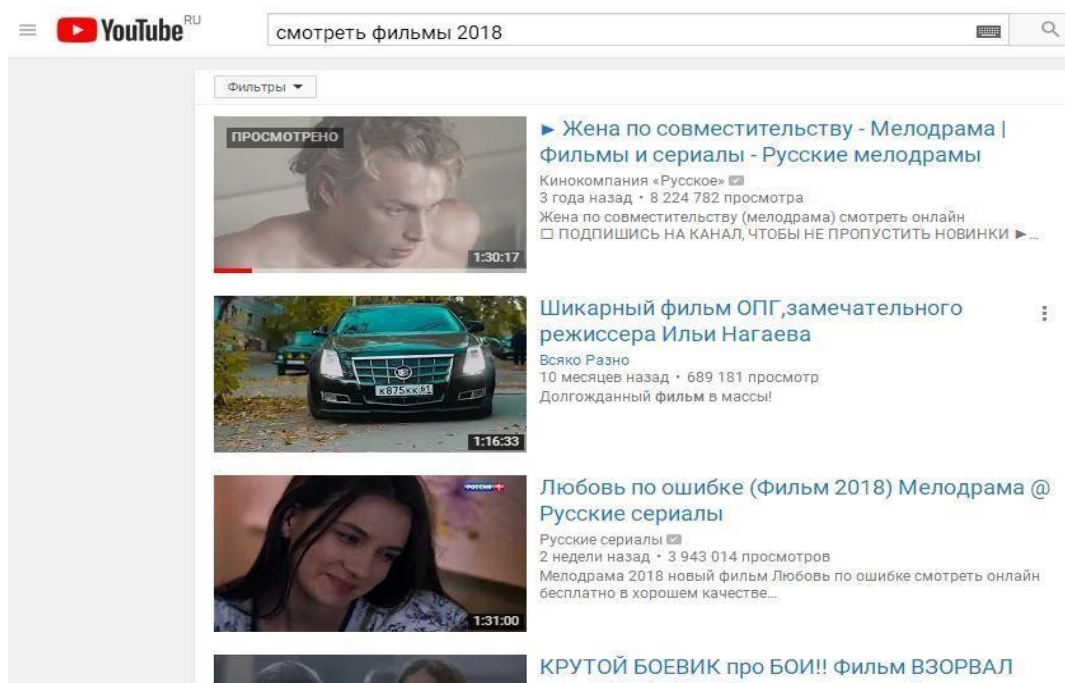 YouTube RU
смотреть фильмы 2018
Фильтры
ПРОСМОТРЕНО
1:30:17
► Жена по совместительству - Мелодрама |
Фильмы и сериалы - Русские мелодрамы
Кинокомпания «Русское»
3 года назад • 8 224 782 просмотра
Жена по совместительству (мелодрама) смотреть онлайн
□ ПОДПИШИСЬ НА КАНАЛ, ЧТОБЫ НЕ ПРОПУСТИТЬ НОВИНКИ ►...
К875КК 61
1:16:33
Шикарный фильм ОПГ,замечательного
режиссера Ильи Нагаева
Всяко Разно
10 месяцев назад • 689 181 просмотр
Долгожданный фильм в массы!
РОССИЯ 1
1:31:00
Любовь по ошибке (Фильм 2018) Мелодрама @
Русские сериалы
Русские сериалы
2 недели назад • 3 943 014 просмотров
Мелодрама 2018 новый фильм Любовь по ошибке смотреть онлайн
бесплатно в хорошем качестве...
КРУТОЙ БОЕВИК про БОИ!! Фильм ВЗОРВАЛ